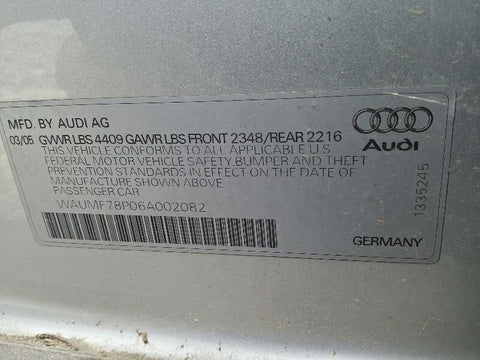 MFD. BY AUDI AG
03/05 GVWR LBS 4409 GAWR LBS FRONT 2348/REAR 2216
THIS VEHICLE CONFORMS TO ALL APPLICABLE U.S.
FEDERAL MOTOR VEHICLE SAFETY, BUMPER AND THEFT
PREVENTION STANDARDS IN EFFECT ON THE DATE OF
MANUFACTURE SHOWN ABOVE
PASSENGER CAR
WAUMF78P06A002082
Audi
1335245
GERMANY